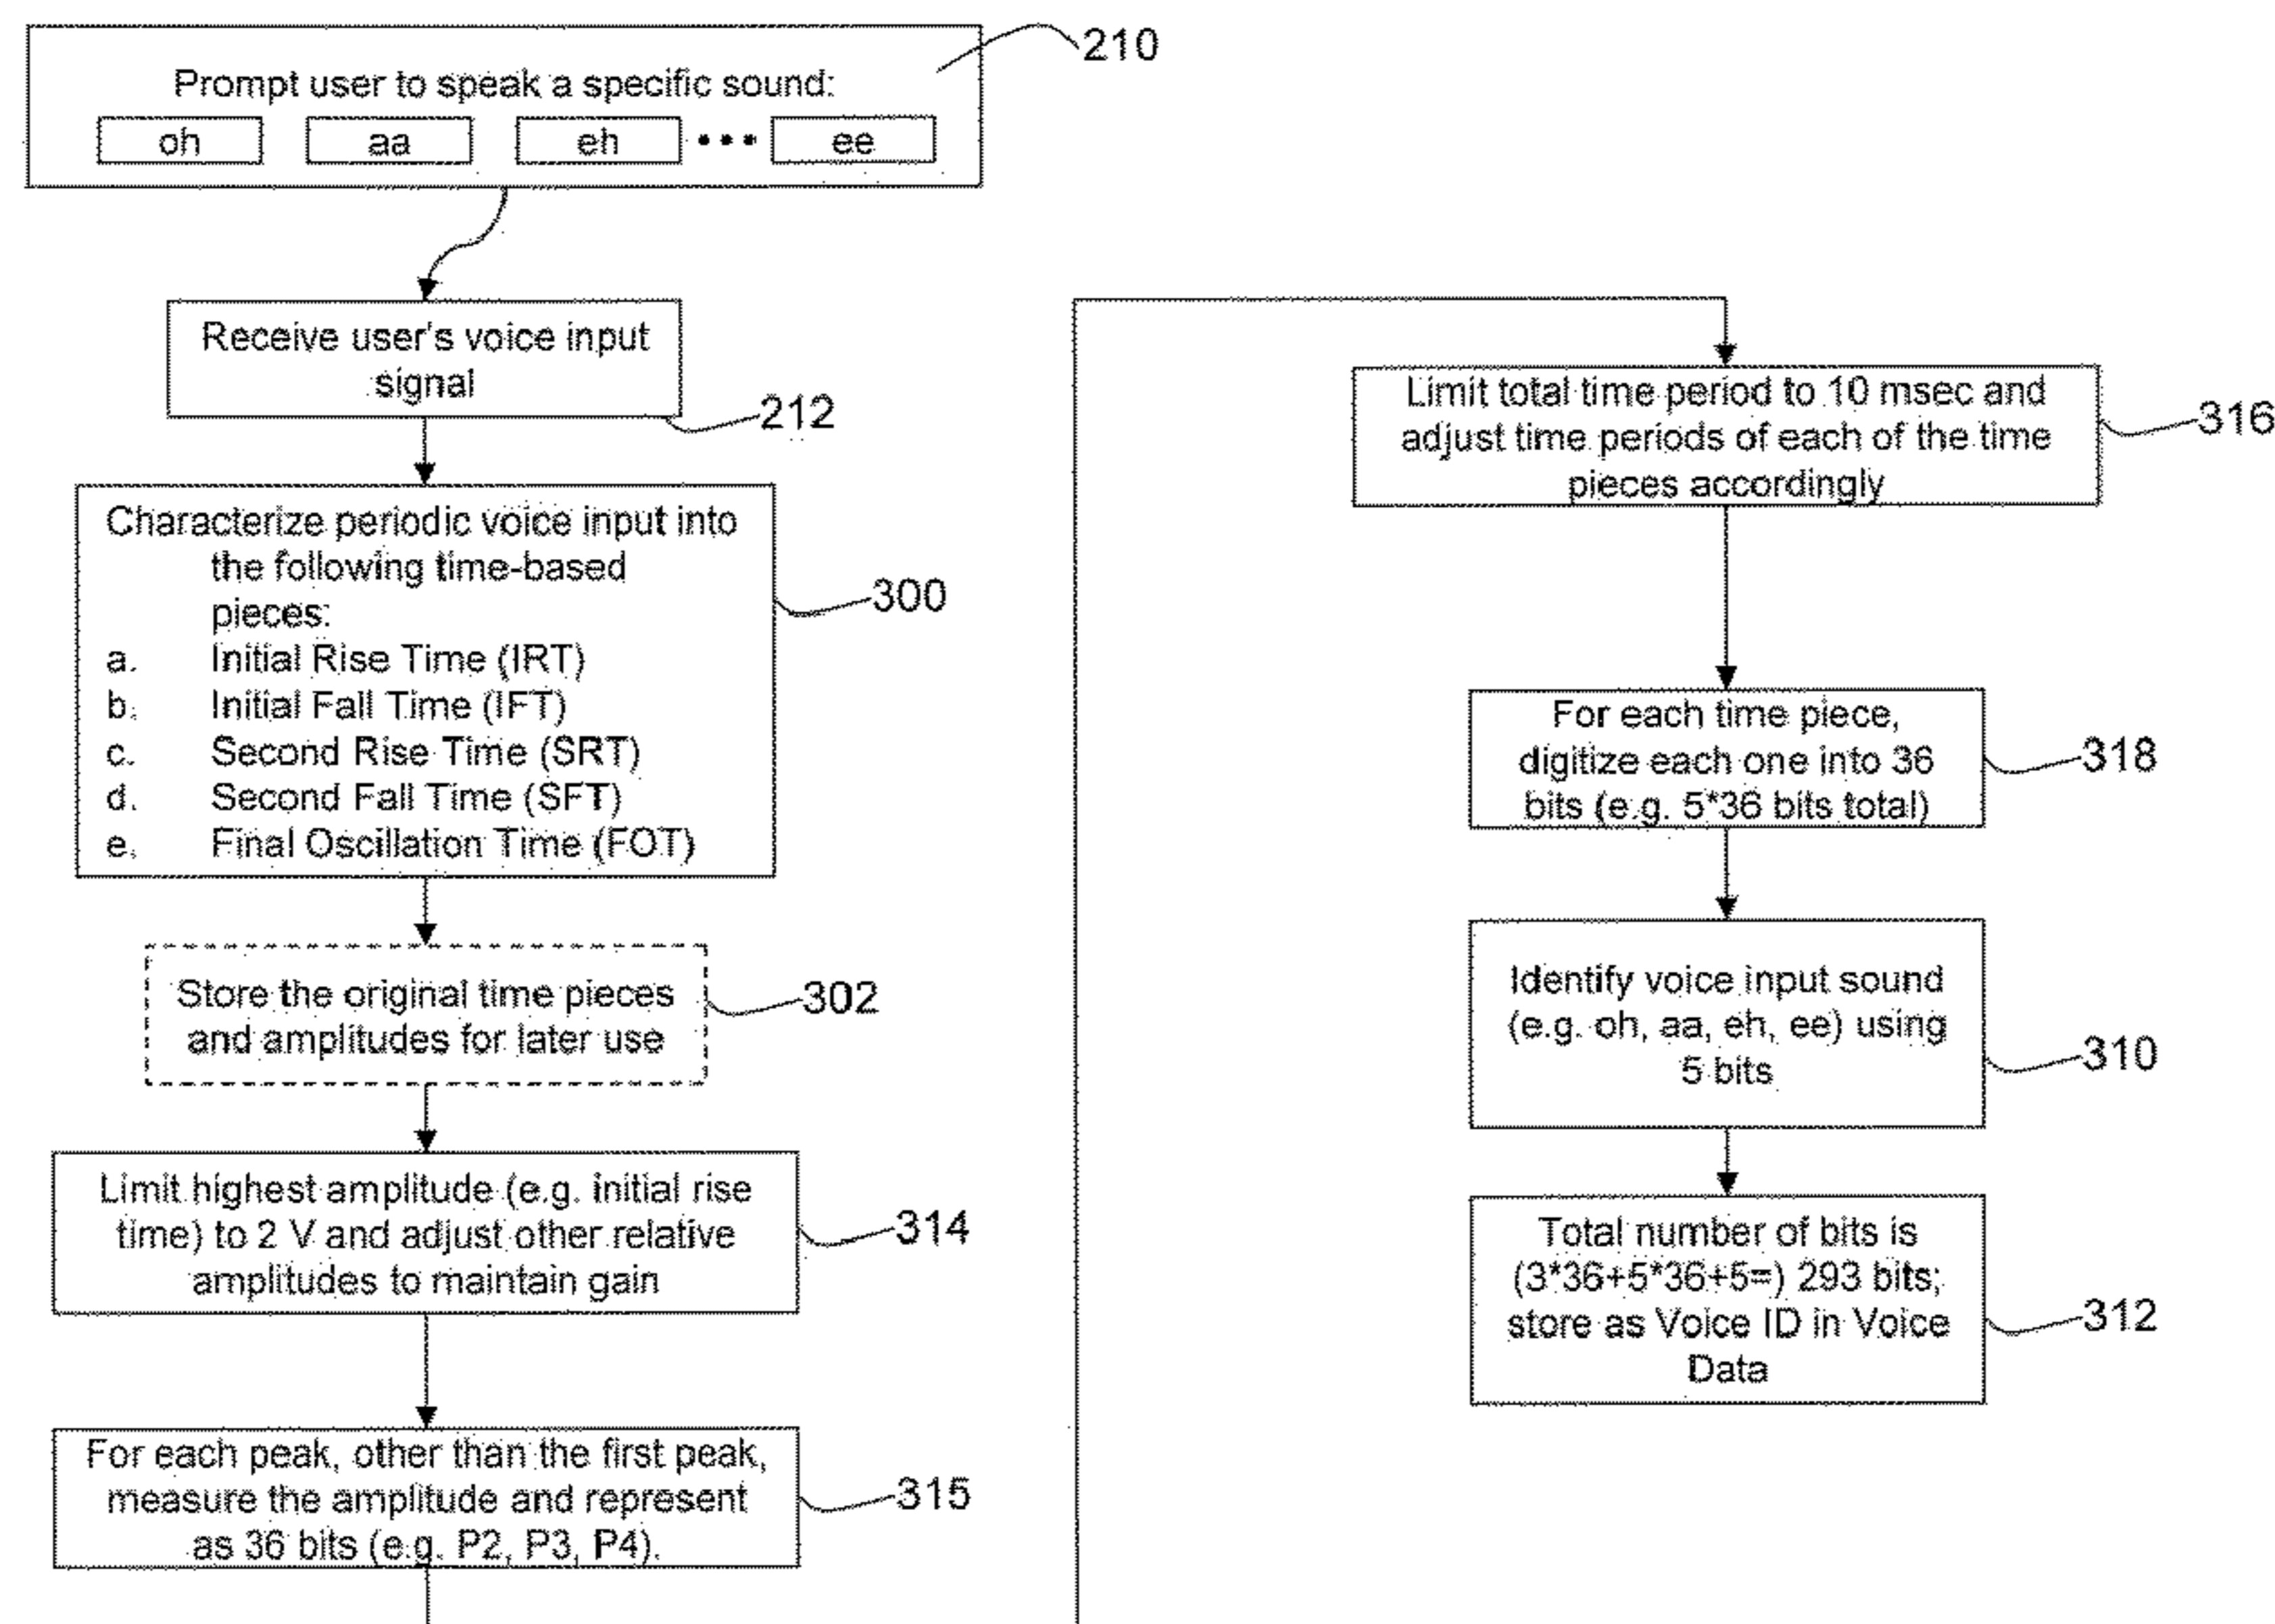 210
Prompt user to speak a specific sound:
oh aa eh ••• ee
Receive user's voice input
signal
212
Characterize periodic voice input into
the following time-based
pieces:
a. Initial Rise Time (IRT)
b. Initial Fall Time (IFT)
c. Second Rise Time (SRT)
d. Second Fall Time (SFT)
e. Final Oscillation Time (FOT)
300
Store the original time pieces
and amplitudes for later use
302
Limit highest amplitude (e.g. initial rise
time) to 2 V and adjust other relative
amplitudes to maintain gain
314
For each peak, other than the first peak,
measure the amplitude and represent
as 36 bits (e.g. P2, P3, P4).
315
Limit total time period to 10 msec and
adjust time periods of each of the time
pieces accordingly
316
For each time piece,
digitize each one into 36
bits (e.g. 5*36 bits total)
318
Identify voice input sound
(e.g. oh, aa, eh, ee) using
5 bits
310
Total number of bits is
(3*36+5*36+5=) 293 bits;
store as Voice ID in Voice
Data
312